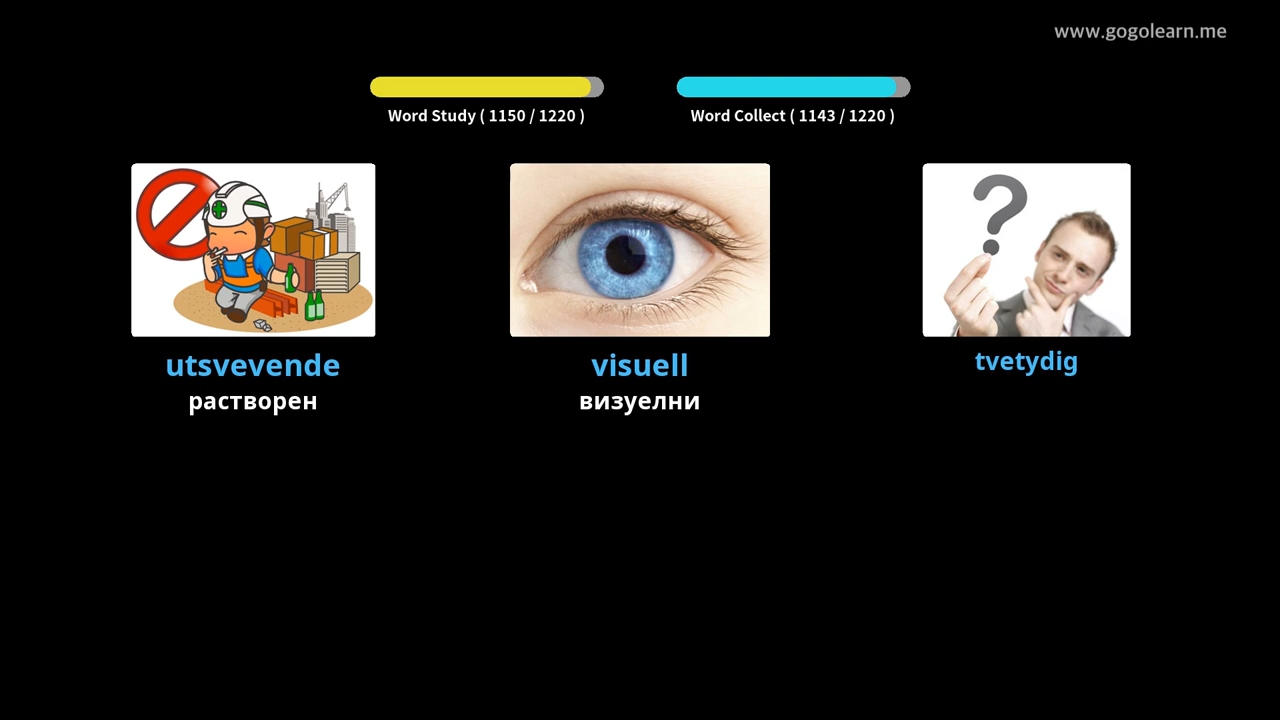 www.gogolearn.me
Word Study ( 1150 / 1220 )
Word Collect ( 1143 / 1220 )
utsvevende
растворен
visuell
визуелни
tvetydig